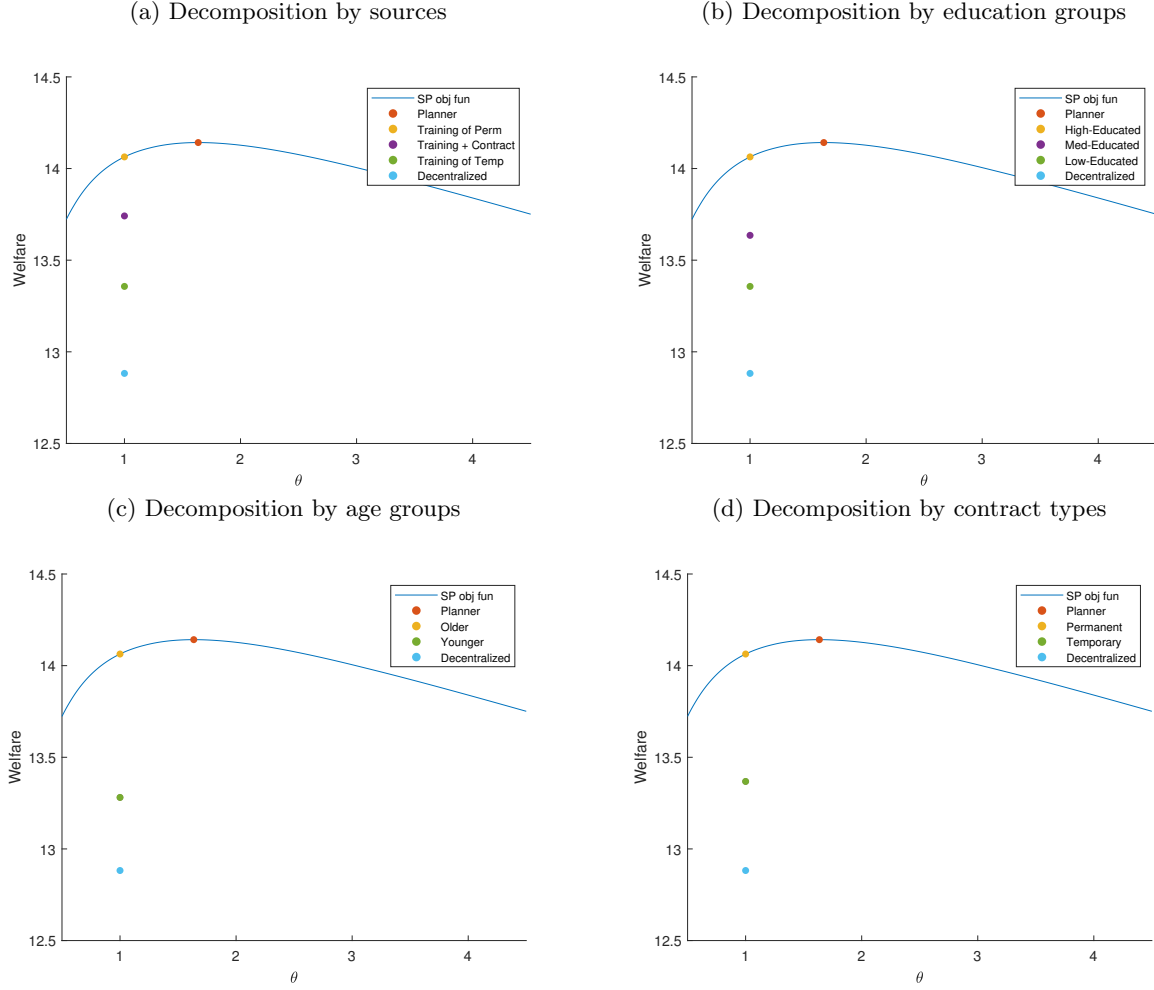 (a) Decomposition by sources
14.5
14
13.5
13
12.5
Welfare
1 2 3 4
θ
SP obj fun
Planner
Training of Perm
Training + Contract
Training of Temp
Decentralized
(b) Decomposition by education groups
14.5
14
13.5
13
12.5
Welfare
1 2 3 4
θ
SP obj fun
Planner
High-Educated
Med-Educated
Low-Educated
Decentralized
(c) Decomposition by age groups
14.5
14
13.5
13
12.5
Welfare
1 2 3 4
θ
SP obj fun
Planner
Older
Younger
Decentralized
(d) Decomposition by contract types
14.5
14
13.5
13
12.5
Welfare
1 2 3 4
θ
SP obj fun
Planner
Permanent
Temporary
Decentralized